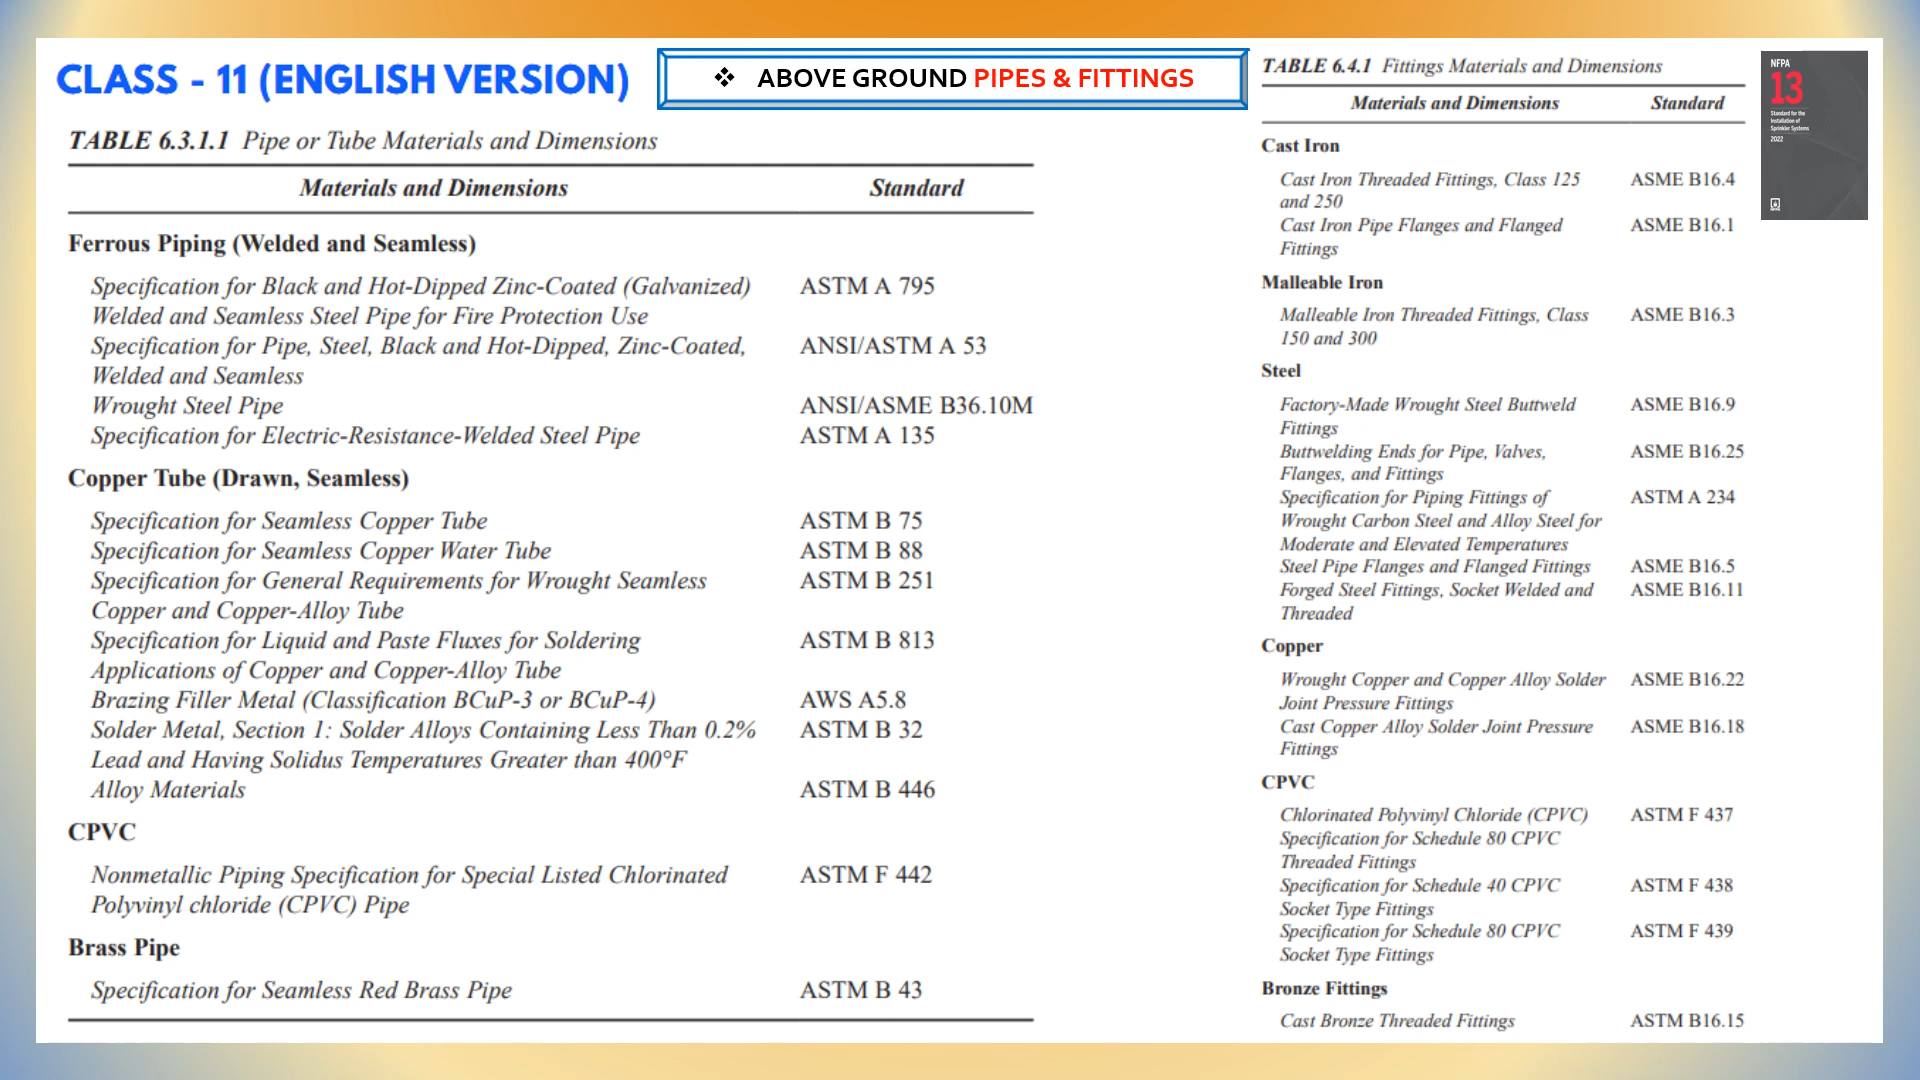 CLASS - 11 (ENGLISH VERSION)
❖ ABOVE GROUND PIPES & FITTINGS
TABLE 6.3.1.1 Pipe or Tube Materials and Dimensions
Materials and Dimensions Standard
Ferrous Piping (Welded and Seamless)
Specification for Black and Hot-Dipped Zinc-Coated (Galvanized) ASTM A 795
Welded and Seamless Steel Pipe for Fire Protection Use
Specification for Pipe, Steel, Black and Hot-Dipped, Zinc-Coated, ANSI/ASTM A 53
Welded and Seamless
Wrought Steel Pipe ANSI/ASME B36.10M
Specification for Electric-Resistance-Welded Steel Pipe ASTM A 135
Copper Tube (Drawn, Seamless)
Specification for Seamless Copper Tube ASTM B 75
Specification for Seamless Copper Water Tube ASTM B 88
Specification for General Requirements for Wrought Seamless ASTM B 251
Copper and Copper-Alloy Tube
Specification for Liquid and Paste Fluxes for Soldering ASTM B 813
Applications of Copper and Copper-Alloy Tube
Brazing Filler Metal (Classification BCuP-3 or BCuP-4) AWS A5.8
Solder Metal, Section 1: Solder Alloys Containing Less Than 0.2% ASTM B 32
Lead and Having Solidus Temperatures Greater than 400°F
Alloy Materials ASTM B 446
CPVC
Nonmetallic Piping Specification for Special Listed Chlorinated ASTM F 442
Polyvinyl chloride (CPVC) Pipe
Brass Pipe
Specification for Seamless Red Brass Pipe ASTM B 43
TABLE 6.4.1 Fittings Materials and Dimensions
Materials and Dimensions Standard
Cast Iron
Cast Iron Threaded Fittings, Class 125 ASME B16.4
and 250
Cast Iron Pipe Flanges and Flanged ASME B16.1
Fittings
Malleable Iron
Malleable Iron Threaded Fittings, Class ASME B16.3
150 and 300
Steel
Factory-Made Wrought Steel Buttweld ASME B16.9
Fittings
Buttwelding Ends for Pipe, Valves, ASME B16.25
Flanges, and Fittings
Specification for Piping Fittings of ASTM A 234
Wrought Carbon Steel and Alloy Steel for
Moderate and Elevated Temperatures
Steel Pipe Flanges and Flanged Fittings ASME B16.5
Forged Steel Fittings, Socket Welded and ASME B16.11
Threaded
Copper
Wrought Copper and Copper Alloy Solder ASME B16.22
Joint Pressure Fittings
Cast Copper Alloy Solder Joint Pressure ASME B16.18
Fittings
CPVC
Chlorinated Polyvinyl Chloride (CPVC) ASTM F 437
Specification for Schedule 80 CPVC
Threaded Fittings
Specification for Schedule 40 CPVC ASTM F 438
Socket Type Fittings
Specification for Schedule 80 CPVC ASTM F 439
Socket Type Fittings
Bronze Fittings
Cast Bronze Threaded Fittings ASTM B16.15
NFPA
13
Standard for the
Installation of
Sprinkler Systems
2022